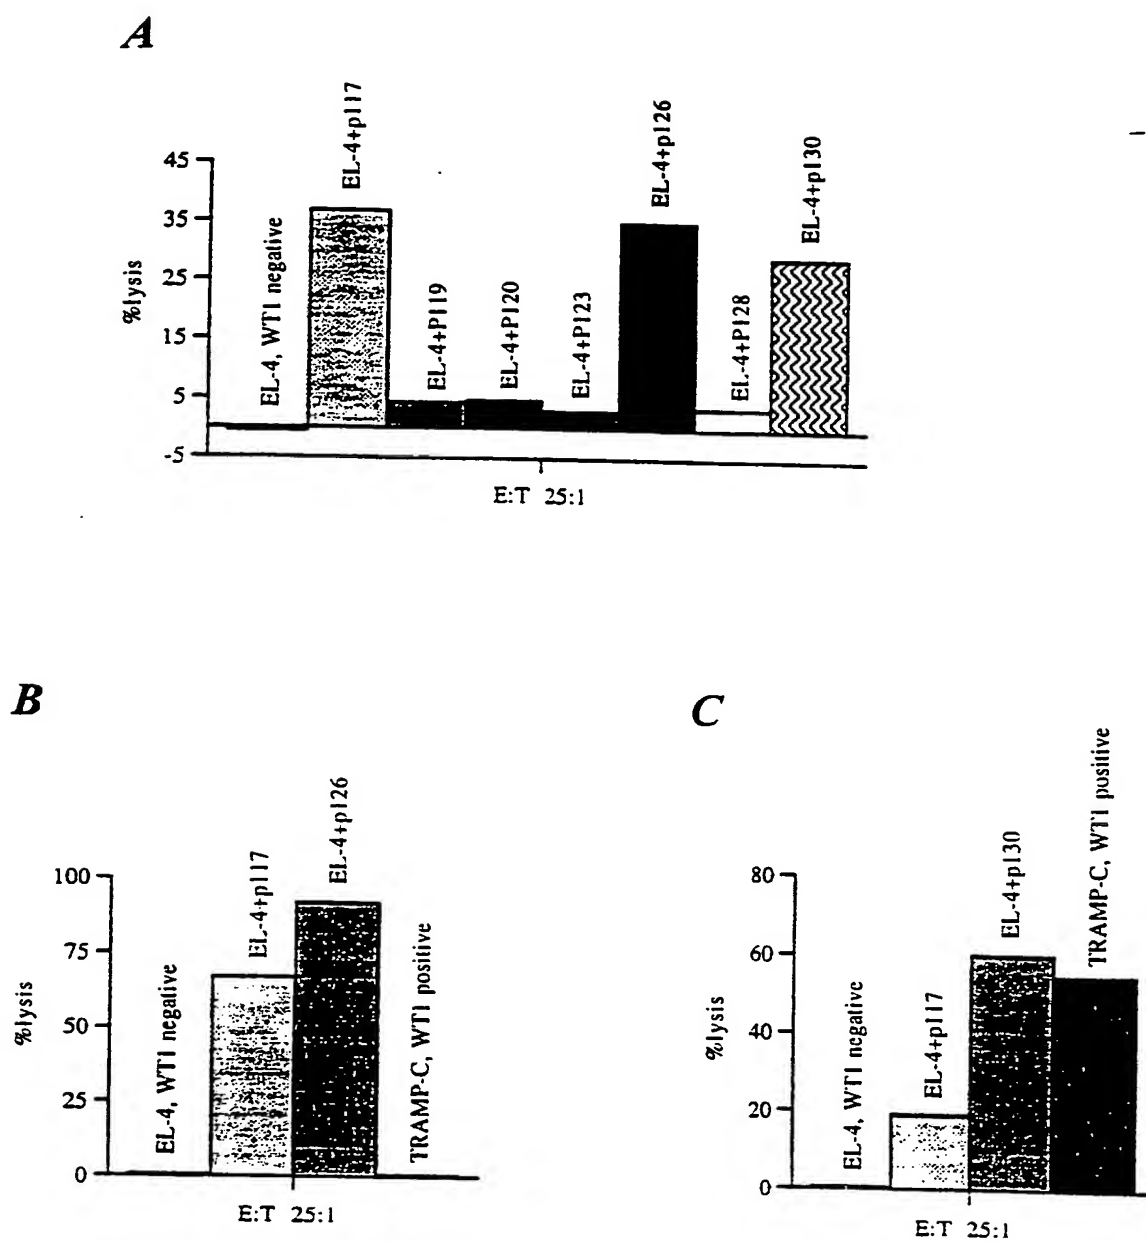 A
%lysis
45
35
25
15
5
-5
EL-4, WT1 negative
EL-4+p117
EL-4+P119
EL-4+P120
EL-4+P123
EL-4+p126
EL-4+P128
EL-4+p130
E:T 25:1
B
%lysis
100
75
50
25
0
EL-4, WT1 negative
EL-4+p117
EL-4+p126
TRAMP-C, WT1 positive
E:T 25:1
C
%lysis
80
60
40
20
0
EL-4, WT1 negative
EL-4+p117
EL-4+p130
TRAMP-C, WT1 positive
E:T 25:1